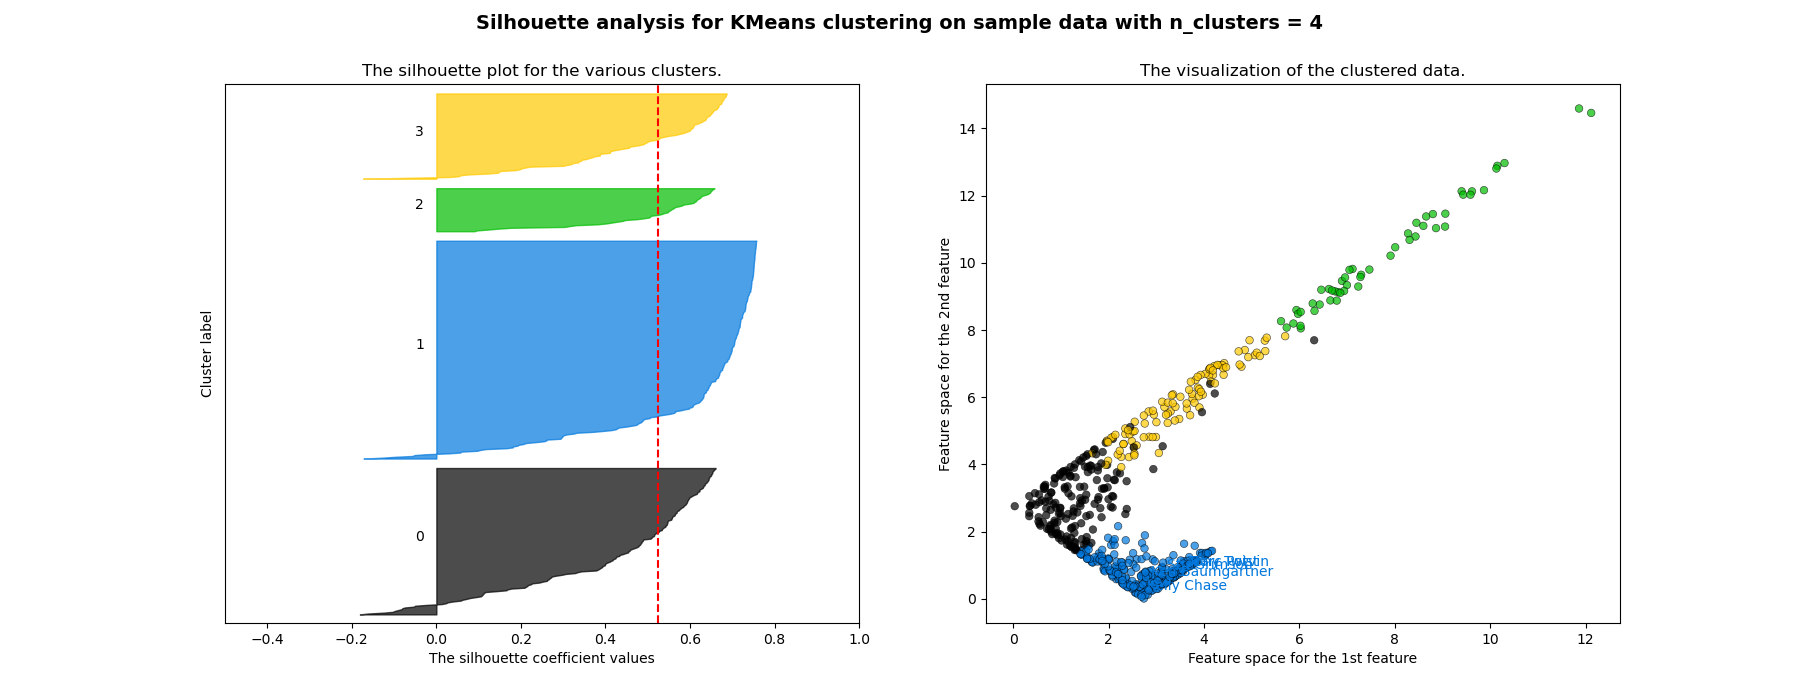 Silhouette analysis for KMeans clustering on sample data with n_clusters = 4
The silhouette plot for the various clusters.
3
2
1
0
Cluster label
−0.4 −0.2 0.0 0.2 0.4 0.6 0.8 1.0
The silhouette coefficient values
The visualization of the clustered data.
14
12
10
8
6
4
2
0
Feature space for the 2nd feature
Baumgartner
Chase
0 2 4 6 8 10 12
Feature space for the 1st feature